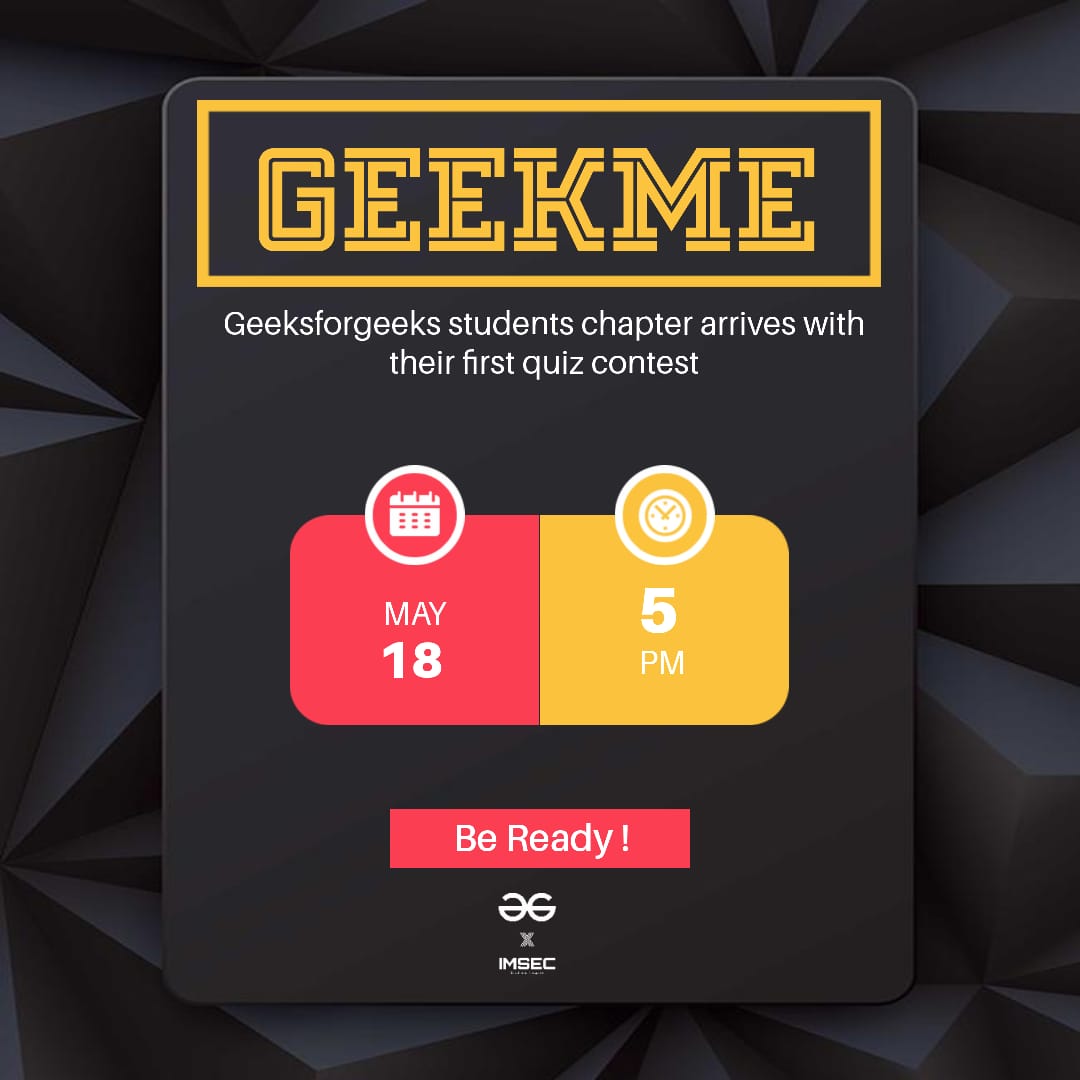 GEEKME
Geeksforgeeks students chapter arrives with
their first quiz contest
MAY
18
5
PM
Be Ready !
X
IMSEC